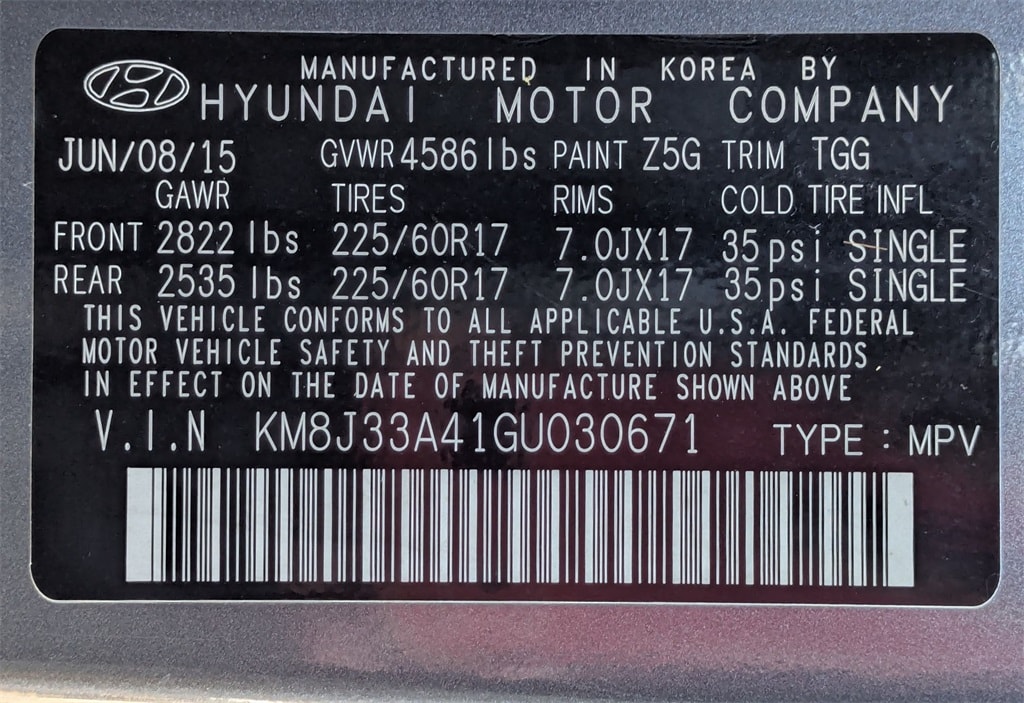 MANUFACTURED IN KOREA BY
HYUNDAI MOTOR COMPANY
JUN/08/15 GVWR 4586 lbs PAINT Z5G TRIM TGG
GAWR TIRES RIMS COLD TIRE INFL
FRONT 2822 lbs 225/60R17 7.0JX17 35psi SINGLE
REAR 2535 lbs 225/60R17 7.0JX17 35psi SINGLE
THIS VEHICLE CONFORMS TO ALL APPLICABLE U.S.A. FEDERAL
MOTOR VEHICLE SAFETY AND THEFT PREVENTION STANDARDS
IN EFFECT ON THE DATE OF MANUFACTURE SHOWN ABOVE
V.I.N KM8J33A41GU030671 TYPE : MPV